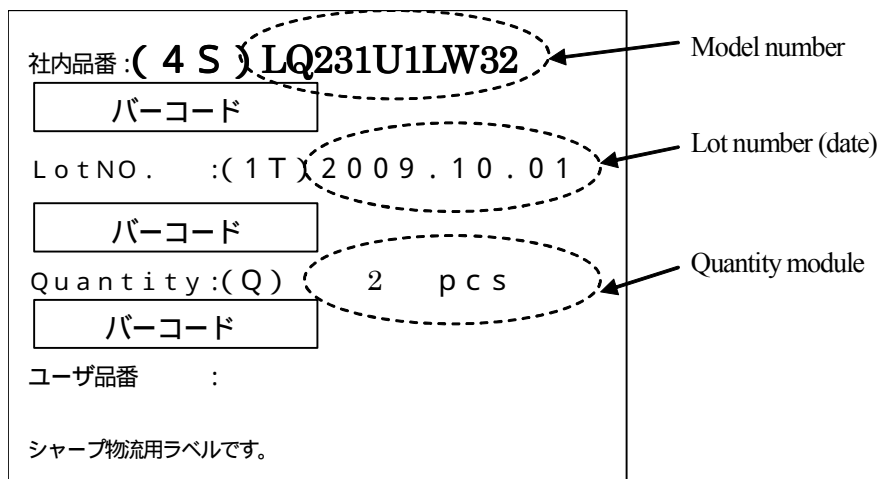 社内品番:(4S)LQ231U1LW32
Model number
バーコード
LotNO. :(1T)2009.10.01
Lot number (date)
バーコード
Quantity:(Q) 2 pcs
Quantity module
バーコード
ユーザ品番 :
シャープ物流用ラベルです。